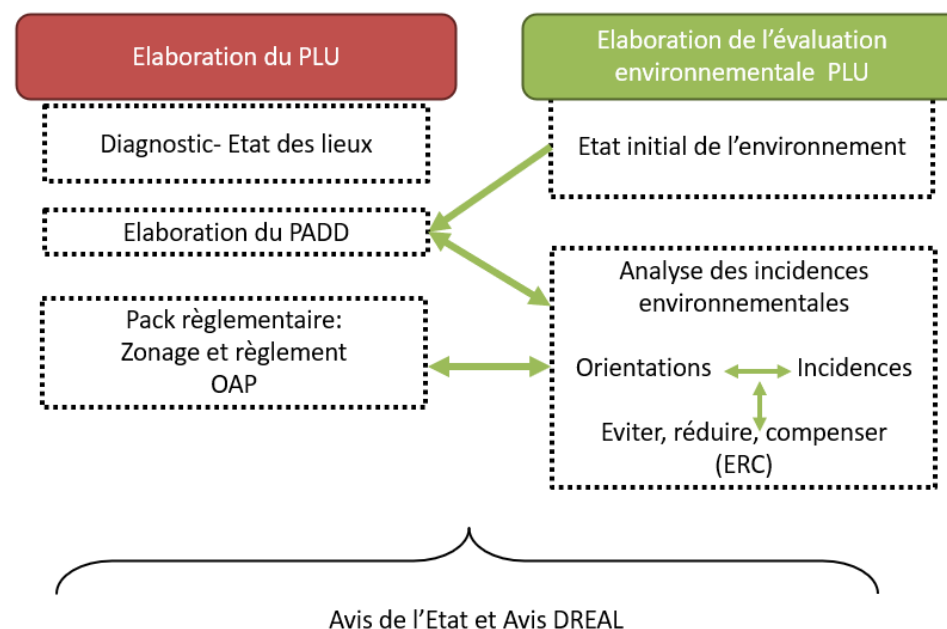 Elaboration du PLU
Elaboration de l’évaluation
environnementale PLU
Diagnostic- Etat des lieux
Etat initial de l’environnement
Elaboration du PADD
Analyse des incidences
environnementales
Pack règlementaire:
Zonage et règlement
OAP
Orientations
Incidences
Eviter, réduire, compenser
(ERC)
Avis de l’Etat et Avis DREAL